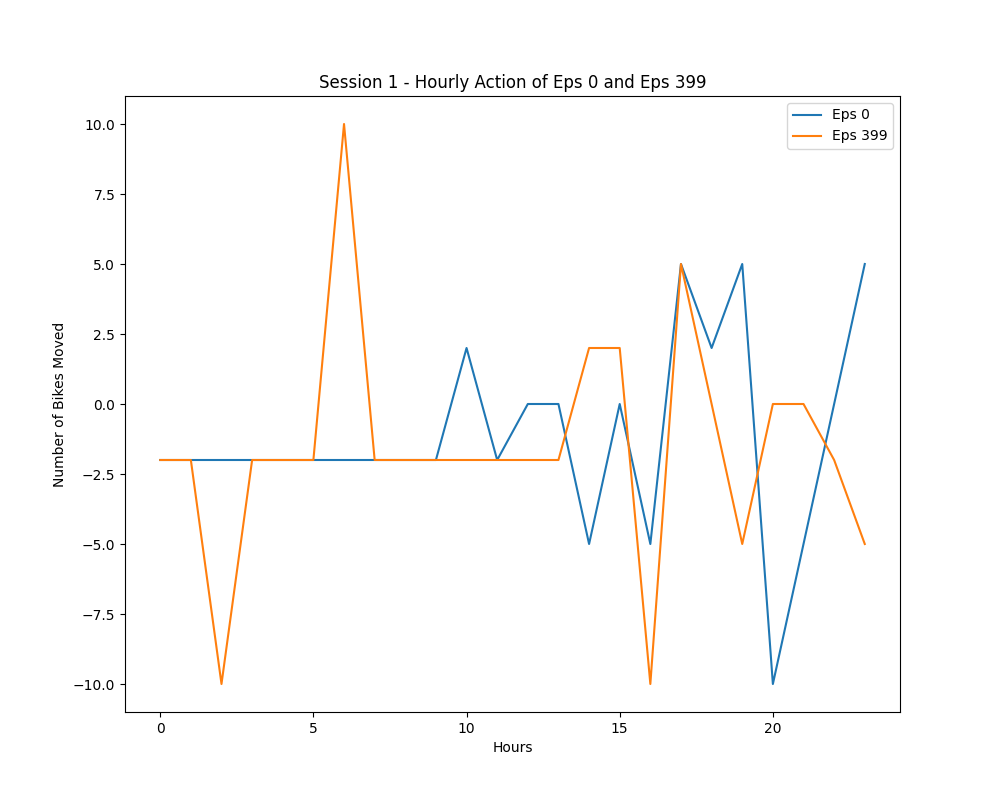 Session 1 - Hourly Action of Eps 0 and Eps 399
Eps 0
Eps 399
Number of Bikes Moved
10.0
7.5
5.0
2.5
0.0
−2.5
−5.0
−7.5
−10.0
0 5 10 15 20
Hours